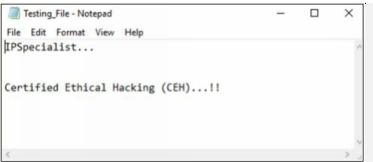 Testing_File - Notepad
File Edit Format View Help
IPSpecialist...
Certified Ethical Hacking (CEH)...!!